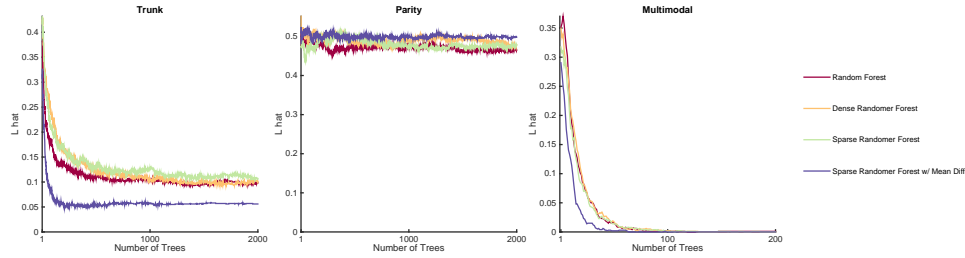 Trunk
0.4
0.35
0.3
0.25
0.2
0.15
0.1
0.05
L hat
1
1000
2000
Number of Trees
Parity
0.5
0.4
0.3
0.2
0.1
0
L hat
1
1000
2000
Number of Trees
Multimodal
0.35
0.3
0.25
0.2
0.15
0.1
0.05
0
L hat
1
100
200
Number of Trees
Random Forest
Dense Randomer Forest
Sparse Randomer Forest
Sparse Randomer Forest w/ Mean Diff